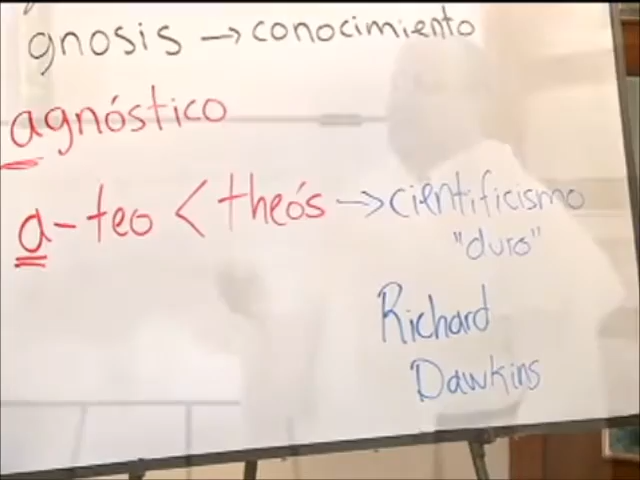 gnosis → conocimiento
agnóstico
a-teo < theós → cientificismo
"duro"
Richard
Dawkins